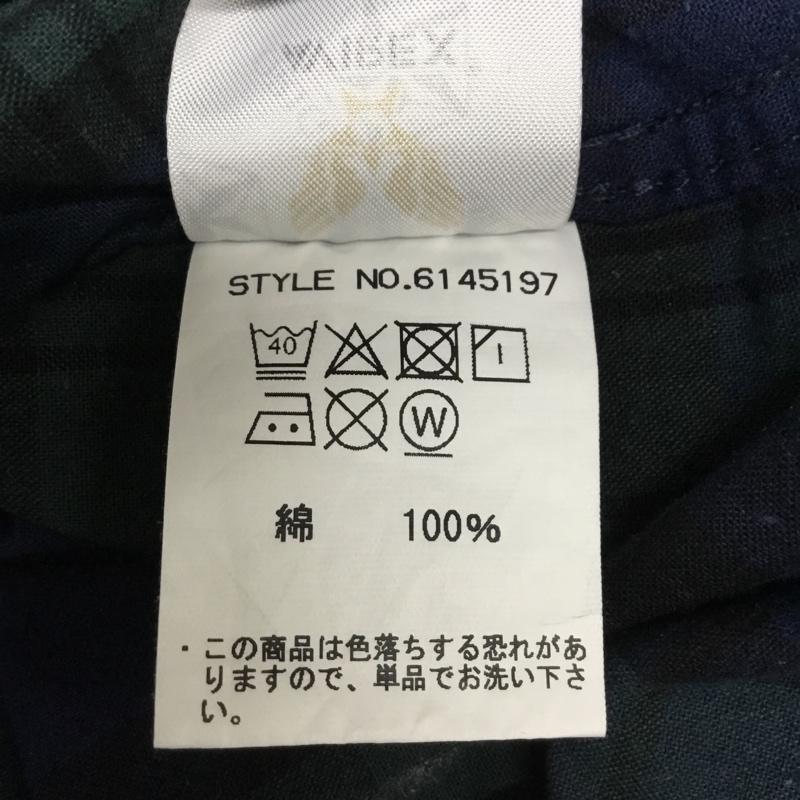 STYLE NO.6145197
40
W
綿 100%
・この商品は色落ちする恐れがあ
りますので、単品でお洗い下さ
い。